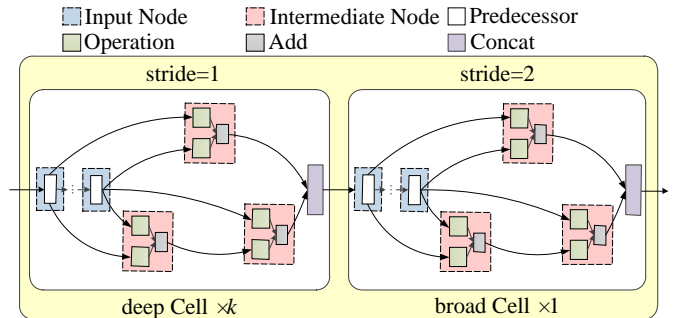 Input Node Intermediate Node Predecessor
Operation Add Concat
stride=1 stride=2
deep Cell ×k broad Cell ×1